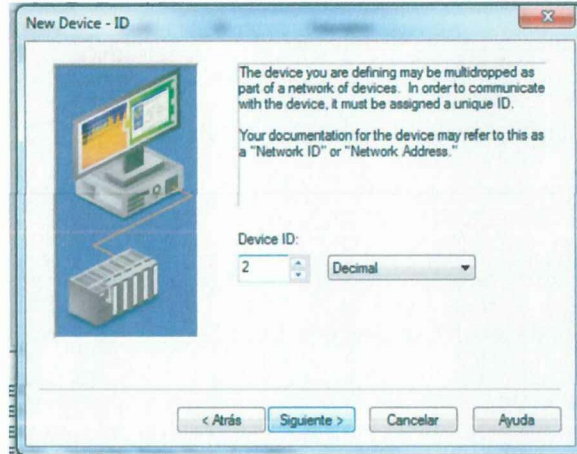 New Device - ID
The device you are defining may be multidropped as
part of a network of devices. In order to communicate
with the device, it must be assigned a unique ID.
Your documentation for the device may refer to this as
a "Network ID" or "Network Address."
Device ID:
2 Decimal
< Atrás Siguiente > Cancelar Ayuda